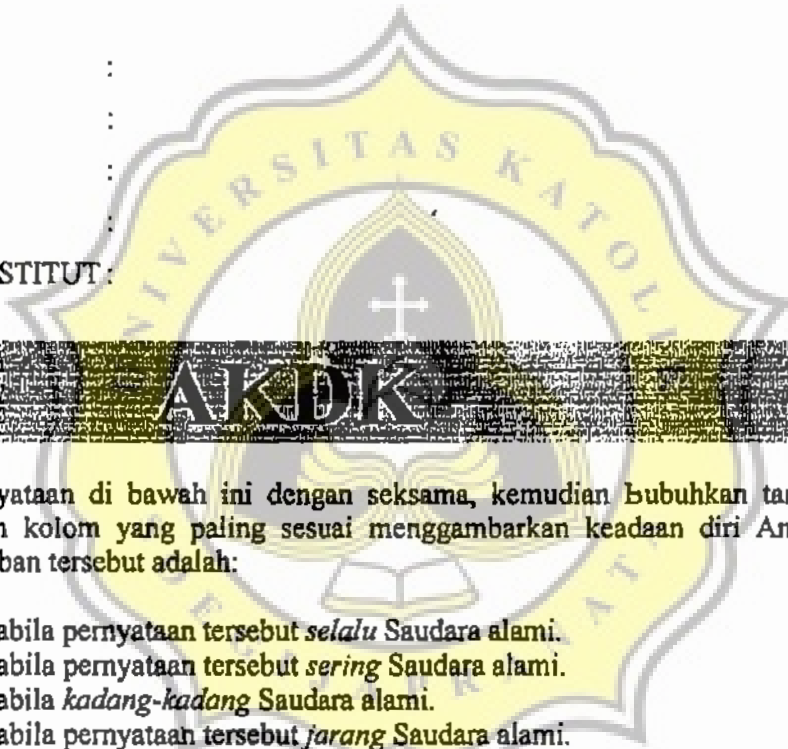 :
:
:
:
STITUT :
UNIVERSITAS KATOLI
AKDK
yataan di bawah ini dengan seksama, kemudian Bubuhkan
kolom yang paling sesuai menggambarkan keadaan diri
ban tersebut adalah:
abila pernyataan tersebut selalu Saudara alami.
abila pernyataan tersebut sering Saudara alami.
abila kadang-kadang Saudara alami.
abila pernyataan tersebut jarang Saudara alami.